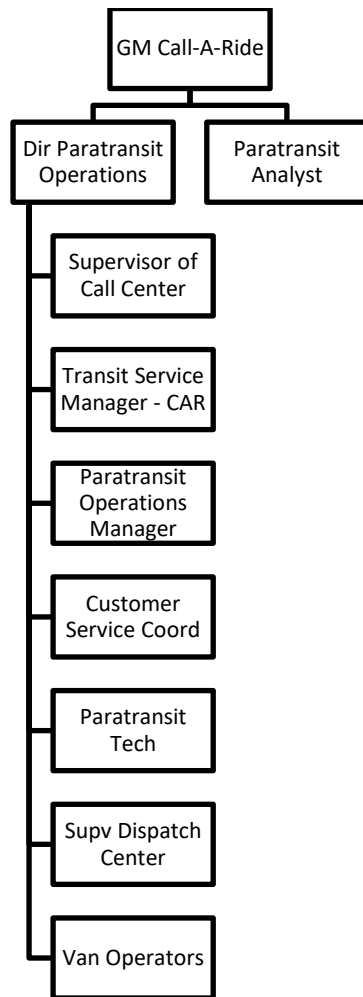 GM Call-A-Ride
Dir Paratransit
Operations
Paratransit
Analyst
Supervisor of
Call Center
Transit Service
Manager - CAR
Paratransit
Operations
Manager
Customer
Service Coord
Paratransit
Tech
Supv Dispatch
Center
Van Operators